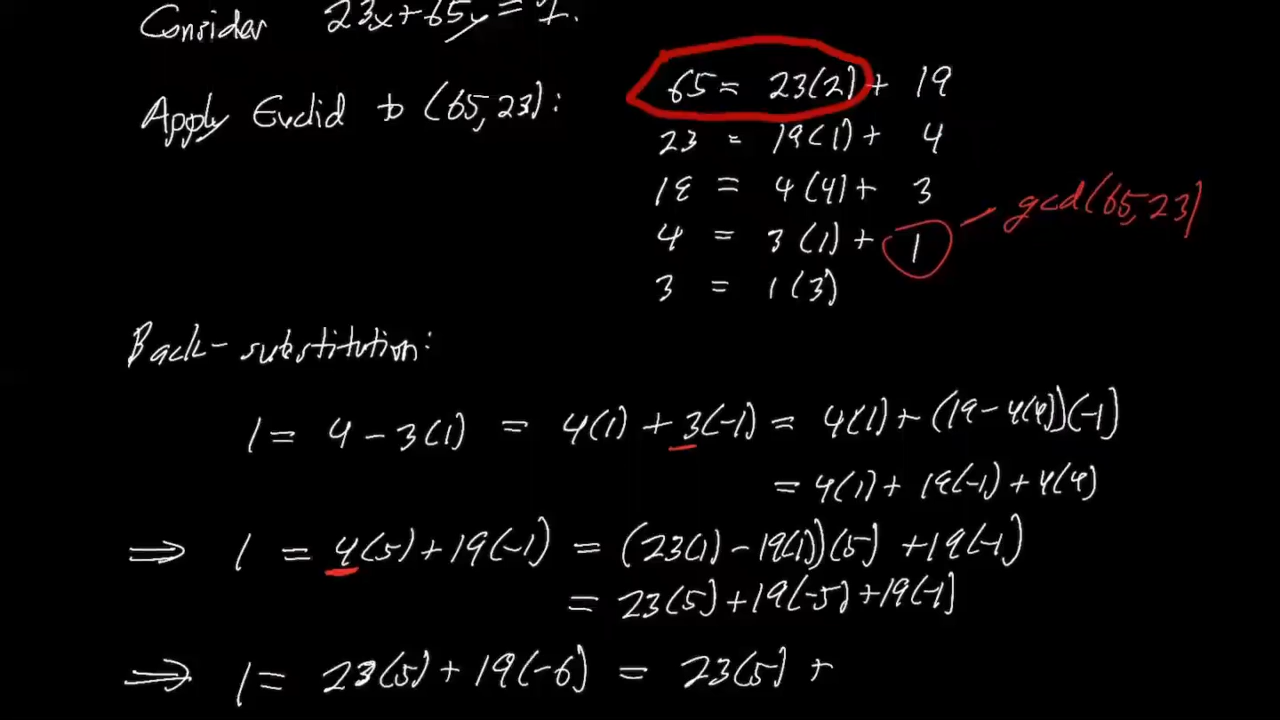 Consider 23x+65y=1.
Apply Euclid to (65,23):
65 = 23(2) + 19
23 = 19(1) + 4
19 = 4(4) + 3
4 = 3(1) + 1
gcd(65,23)
3 = 1(3)
Back-substitution:
1 = 4 - 3(1) = 4(1) + 3(-1) = 4(1) + (19-4(4))(-1)
= 4(1) + 19(-1) + 4(4)
⟹ 1 = 4(5) + 19(-1) = (23(1) - 19(1))(5) + 19(-1)
= 23(5) + 19(-5) + 19(-1)
⟹ 1 = 23(5) + 19(-6) = 23(5) +